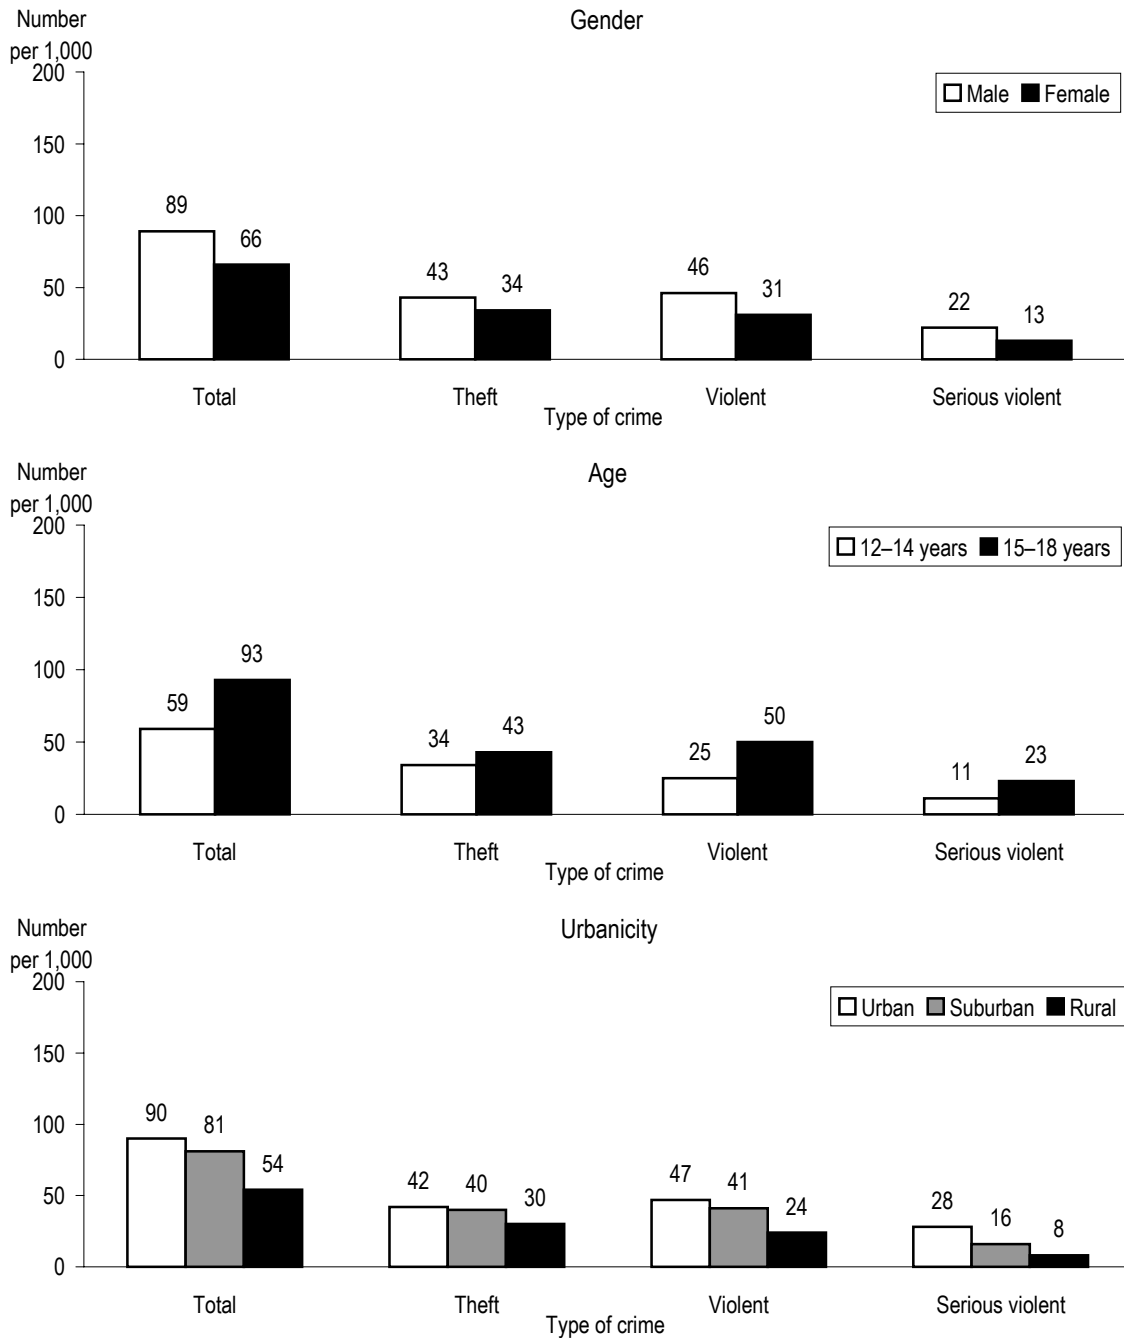 Gender
Number
per 1,000
Male Female
200
150
100
50
0
89 66 43 34 46 31 22 13
Total Theft Violent Serious violent
Type of crime
Age
Number
per 1,000
12–14 years 15–18 years
200
150
100
50
0
59 93 34 43 25 50 11 23
Total Theft Violent Serious violent
Type of crime
Urbanicity
Number
per 1,000
Urban Suburban Rural
200
150
100
50
0
90 81 54 42 40 30 47 41 24 28 16 8
Total Theft Violent Serious violent
Type of crime